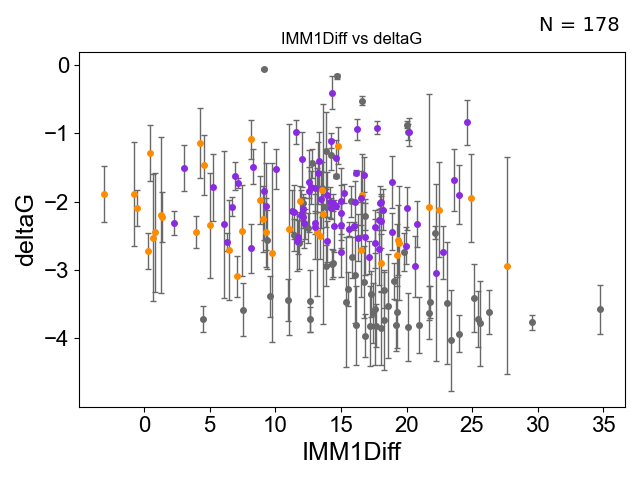 N = 178
IMM1Diff vs deltaG
0
−1
−2
−3
−4
deltaG
0 5 10 15 20 25 30 35
IMM1Diff